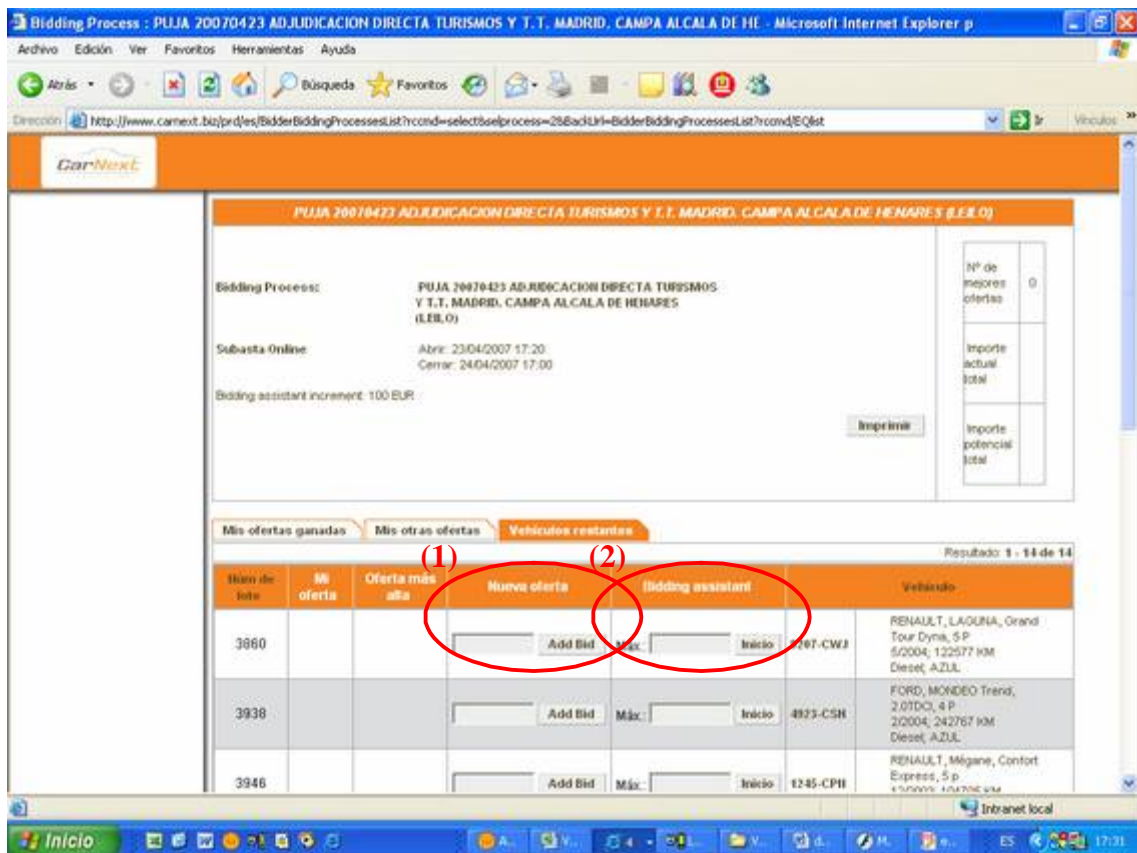 Bidding Process : PUJA 20070423 ADJUDICACION DIRECTA TURISMOS Y T.T. MADRID. CAMPA ALCALA DE HE - Microsoft Internet Explorer p
Archivo Edición Ver Favoritos Herramientas Ayuda
Atrás Búsqueda Favoritos
Dirección http://www.carnext.biz/prd/es/BidderBiddingProcessesList?rccmd=select&selprocess=2&BackUrl=BidderBiddingProcessesList?rccmd/EQlist Ir Vínculos
CarNext
PUJA 20070423 ADJUDICACION DIRECTA TURISMOS Y T.T. MADRID. CAMPA ALCALA DE HENARES (LEILO)
Bidding Process: PUJA 20070423 ADJUDICACION DIRECTA TURISMOS
Y T.T. MADRID. CAMPA ALCALA DE HENARES
(LEILO)
Subasta Online Abrir: 23/04/2007 17:20
Cerrar: 24/04/2007 17:00
Bidding assistant increment: 100 EUR
Nº de mejores ofertas 0
Importe actual total
Importe potencial total
Imprimir
Mis ofertas ganadas Mis otras ofertas Vehículos restantes
Resultado: 1 - 14 de 14
(1) (2)
Núm de lote Mi oferta Oferta más alta Nueva oferta Bidding assistant Vehículo
3860 Add Bid Máx.: Inicio 9207-CWJ RENAULT, LAGUNA, Grand
Tour Dyna, 5 P
5/2004; 122577 KM
Diesel; AZUL
3938 Add Bid Máx.: Inicio 4923-CSH FORD, MONDEO Trend,
2.0TDCI, 4 P
2/2004; 242767 KM
Diesel; AZUL
3946 Add Bid Máx.: Inicio 1245-CPH RENAULT, Mégane, Confort
Express, 5 p
12/2003; 104705 KM
Intranet local
Inicio A... V... 4 L... V... d... H... e... ES 17:31